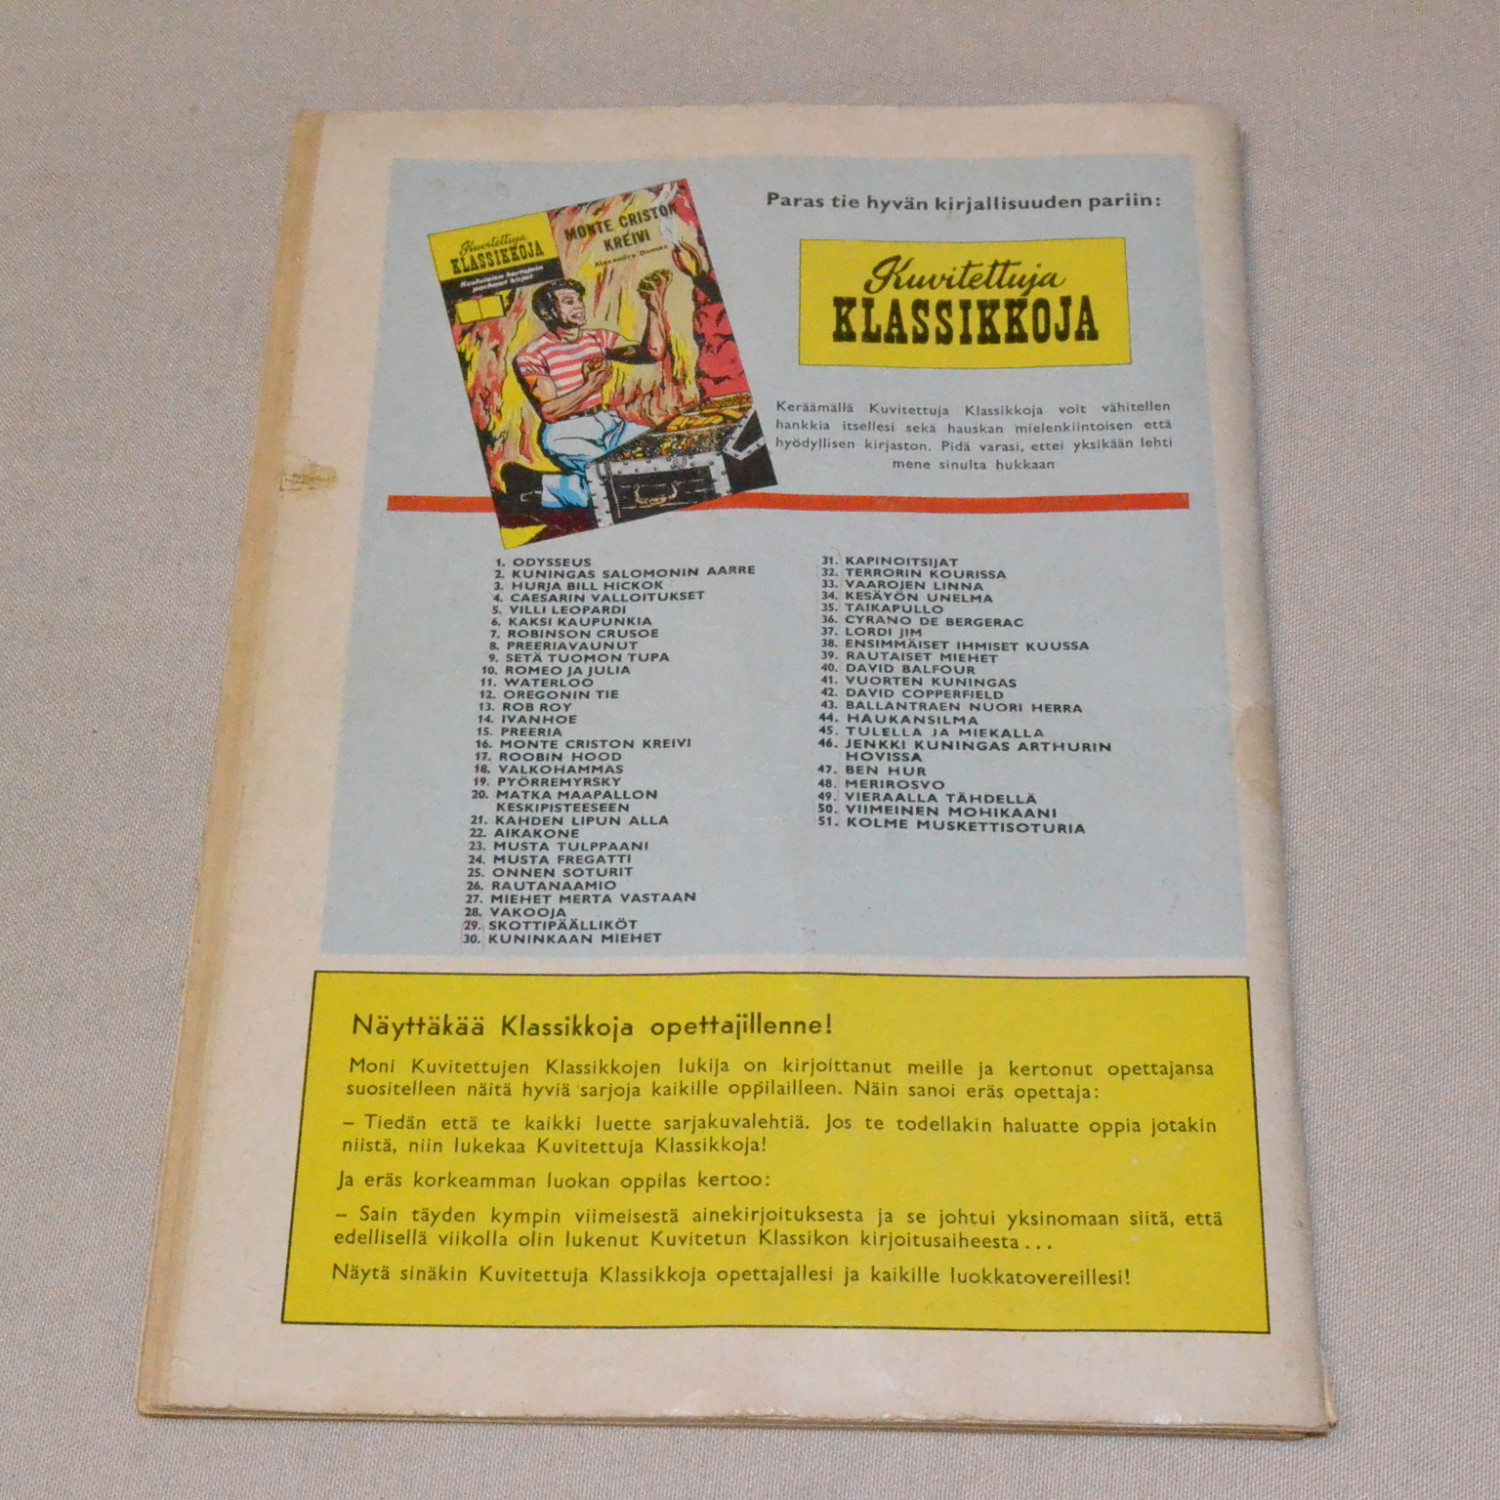 Kuvitettuja
KLASSIKKOJA
Kuuluisien kertojain
parhaat kirjat
MONTE CRISTON
KREIVI
Alexandre Dumas
Paras tie hyvän kirjallisuuden pariin:
Kuvitettuja
KLASSIKKOJA
Keräämällä Kuvitettuja Klassikkoja voit vähitellen
hankkia itsellesi sekä hauskan mielenkiintoisen että
hyödyllisen kirjaston. Pidä varasi, ettei yksikään lehti
mene sinulta hukkaan
1. ODYSSEUS
2. KUNINGAS SALOMONIN AARRE
3. HURJA BILL HICKOK
4. CAESARIN VALLOITUKSET
5. VILLI LEOPARDI
6. KAKSI KAUPUNKIA
7. ROBINSON CRUSOE
8. PREERIAVAUNUT
9. SETÄ TUOMON TUPA
10. ROMEO JA JULIA
11. WATERLOO
12. OREGONIN TIE
13. ROB ROY
14. IVANHOE
15. PREERIA
16. MONTE CRISTON KREIVI
17. ROOBIN HOOD
18. VALKOHAMMAS
19. PYÖRREMYRSKY
20. MATKA MAAPALLON
KESKIPISTEESEEN
21. KAHDEN LIPUN ALLA
22. AIKAKONE
23. MUSTA TULPPAANI
24. MUSTA FREGATTI
25. ONNEN SOTURIT
26. RAUTANAAMIO
27. MIEHET MERTA VASTAAN
28. VAKOOJA
29. SKOTTIPÄÄLLIKÖT
30. KUNINKAAN MIEHET
31. KAPINOITSIJAT
32. TERRORIN KOURISSA
33. VAAROJEN LINNA
34. KESÄYÖN UNELMA
35. TAIKAPULLO
36. CYRANO DE BERGERAC
37. LORDI JIM
38. ENSIMMÄISET IHMISET KUUSSA
39. RAUTAISET MIEHET
40. DAVID BALFOUR
41. VUORTEN KUNINGAS
42. DAVID COPPERFIELD
43. BALLANTRAEN NUORI HERRA
44. HAUKANSILMA
45. TULELLA JA MIEKALLA
46. JENKKI KUNINGAS ARTHURIN
HOVISSA
47. BEN HUR
48. MERIROSVO
49. VIERAALLA TÄHDELLÄ
50. VIIMEINEN MOHIKAANI
51. KOLME MUSKETTISOTURIA
Näyttäkää Klassikkoja opettajillenne!
Moni Kuvitettujen Klassikkojen lukija on kirjoittanut meille ja kertonut opettajansa
suositelleen näitä hyviä sarjoja kaikille oppilailleen. Näin sanoi eräs opettaja:
– Tiedän että te kaikki luette sarjakuvalehtiä. Jos te todellakin haluatte oppia jotakin
niistä, niin lukekaa Kuvitettuja Klassikkoja!
Ja eräs korkeamman luokan oppilas kertoo:
– Sain täyden kympin viimeisestä ainekirjoituksesta ja se johtui yksinomaan siitä, että
edellisellä viikolla olin lukenut Kuvitetun Klassikon kirjoitusaiheesta...
Näytä sinäkin Kuvitettuja Klassikkoja opettajallesi ja kaikille luokkatovereillesi!